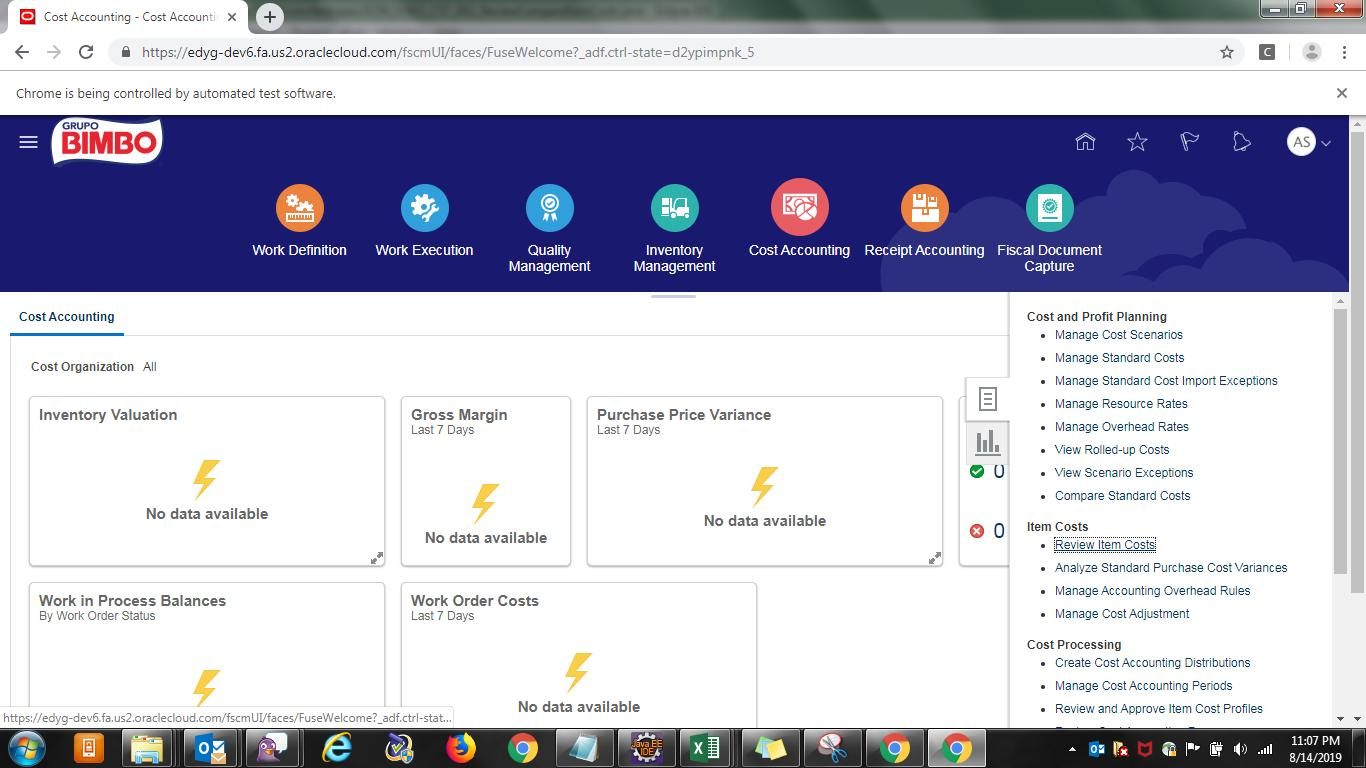 Cost Accounting - Cost Accountin
https://edyg-dev6.fa.us2.oraclecloud.com/fscmUI/faces/FuseWelcome?_adf.ctrl-state=d2ypimpnk_5
C
Chrome is being controlled by automated test software.
GRUPO
BIMBO
AS
Work Definition
Work Execution
Quality
Management
Inventory
Management
Cost Accounting
Receipt Accounting
Fiscal Document
Capture
Cost Accounting
Cost Organization All
Inventory Valuation
No data available
Gross Margin
Last 7 Days
No data available
Purchase Price Variance
Last 7 Days
No data available
0
0
Work in Process Balances
By Work Order Status
Work Order Costs
Last 7 Days
No data available
Cost and Profit Planning
Manage Cost Scenarios
Manage Standard Costs
Manage Standard Cost Import Exceptions
Manage Resource Rates
Manage Overhead Rates
View Rolled-up Costs
View Scenario Exceptions
Compare Standard Costs
Item Costs
Review Item Costs
Analyze Standard Purchase Cost Variances
Manage Accounting Overhead Rules
Manage Cost Adjustment
Cost Processing
Create Cost Accounting Distributions
Manage Cost Accounting Periods
Review and Approve Item Cost Profiles
https://edyg-dev6.fa.us2.oraclecloud.com/fscmUI/faces/FuseWelcome?_adf.ctrl-stat...
Java EE
IDE
11:07 PM
8/14/2019